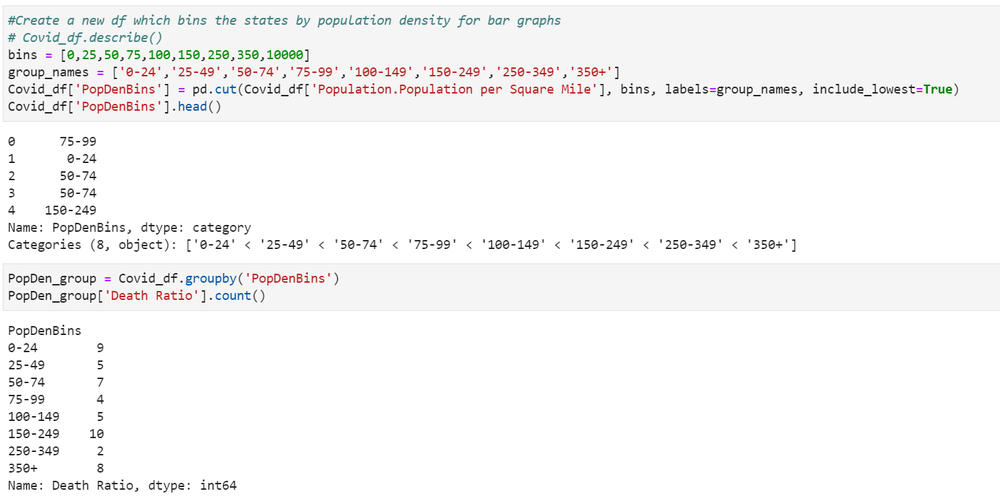 #Create a new df which bins the states by population density for bar graphs
# Covid_df.describe()
bins = [0,25,50,75,100,150,250,350,10000]
group_names = ['0-24','25-49','50-74','75-99','100-149','150-249','250-349','350+']
Covid_df['PopDenBins'] = pd.cut(Covid_df['Population.Population per Square Mile'], bins, labels=group_names, include_lowest=True)
Covid_df['PopDenBins'].head()
0      75-99
1       0-24
2      50-74
3      50-74
4    150-249
Name: PopDenBins, dtype: category
Categories (8, object): ['0-24' < '25-49' < '50-74' < '75-99' < '100-149' < '150-249' < '250-349' < '350+']
PopDen_group = Covid_df.groupby('PopDenBins')
PopDen_group['Death Ratio'].count()
PopDenBins
0-24        9
25-49       5
50-74       7
75-99       4
100-149     5
150-249    10
250-349     2
350+        8
Name: Death Ratio, dtype: int64